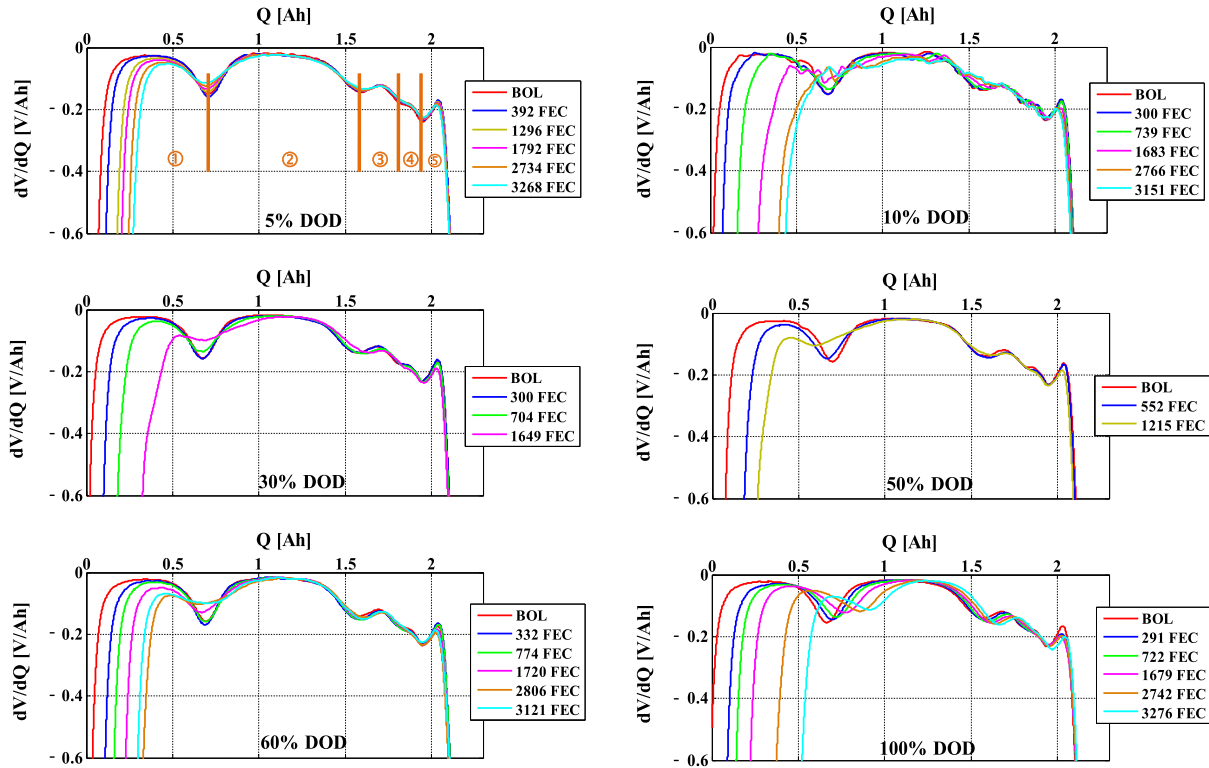 Q [Ah]
0 0.5 1 1.5 2
0
- 0.2
- 0.4
- 0.6
dV/dQ [V/Ah]
① ② ③ ④ ⑤
5% DOD
BOL
392 FEC
1296 FEC
1792 FEC
2734 FEC
3268 FEC
Q [Ah]
0 0.5 1 1.5 2
0
- 0.2
- 0.4
- 0.6
dV/dQ [V/Ah]
10% DOD
BOL
300 FEC
739 FEC
1683 FEC
2766 FEC
3151 FEC
Q [Ah]
0 0.5 1 1.5 2
0
- 0.2
- 0.4
- 0.6
dV/dQ [V/Ah]
30% DOD
BOL
300 FEC
704 FEC
1649 FEC
Q [Ah]
0 0.5 1 1.5 2
0
- 0.2
- 0.4
- 0.6
dV/dQ [V/Ah]
50% DOD
BOL
552 FEC
1215 FEC
Q [Ah]
0 0.5 1 1.5 2
0
- 0.2
- 0.4
- 0.6
dV/dQ [V/Ah]
60% DOD
BOL
332 FEC
774 FEC
1720 FEC
2806 FEC
3121 FEC
Q [Ah]
0 0.5 1 1.5 2
0
- 0.2
- 0.4
- 0.6
dV/dQ [V/Ah]
100% DOD
BOL
291 FEC
722 FEC
1679 FEC
2742 FEC
3276 FEC